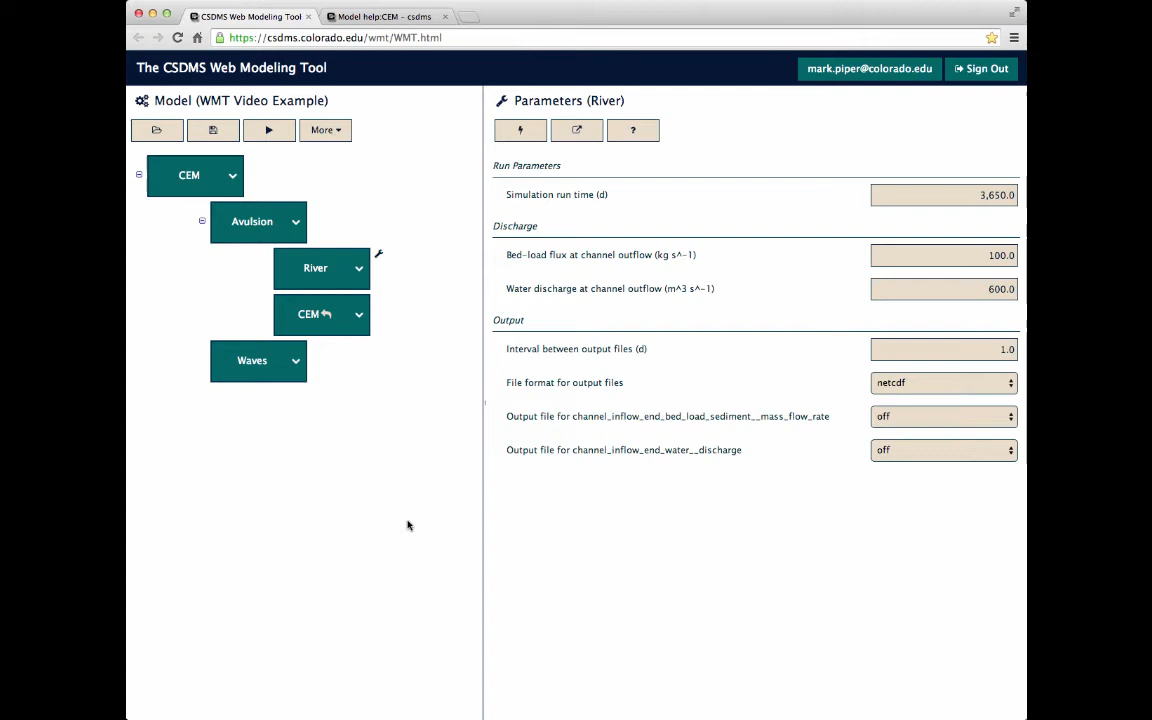 CSDMS Web Modeling Tool
Model help:CEM – csdms
https://csdms.colorado.edu/wmt/WMT.html
The CSDMS Web Modeling Tool
mark.piper@colorado.edu
Sign Out
Model (WMT Video Example)
Parameters (River)
More
?
Run Parameters
CEM
Simulation run time (d)
3,650.0
Avulsion
Discharge
Bed-load flux at channel outflow (kg s^-1)
100.0
River
Water discharge at channel outflow (m^3 s^-1)
600.0
CEM
Output
Interval between output files (d)
1.0
Waves
File format for output files
netcdf
Output file for channel_inflow_end_bed_load_sediment__mass_flow_rate
off
Output file for channel_inflow_end_water__discharge
off